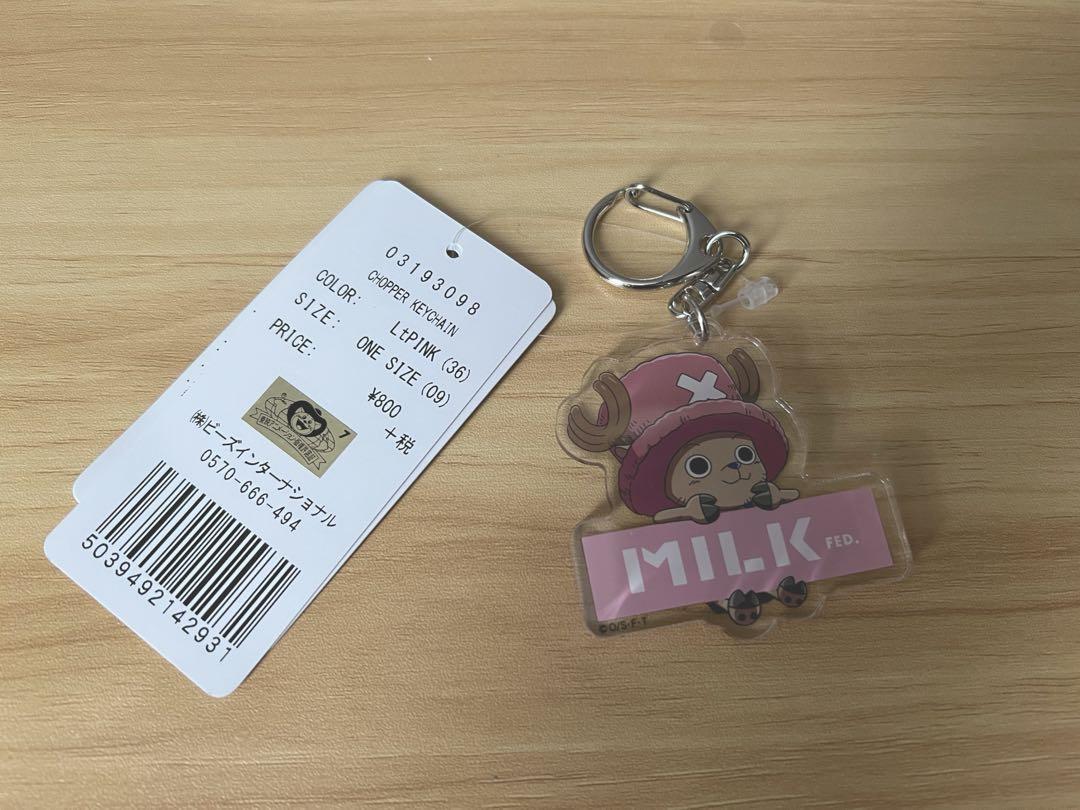 03193098
CHOPPER KEYCHAIN
COLOR: LtPINK (36)
SIZE: ONE SIZE (09)
PRICE: ¥800
+税
7
㈱ビーズインターナショナル
0570-666-494
5039492142931
MILK FED.
©O/S・F・T